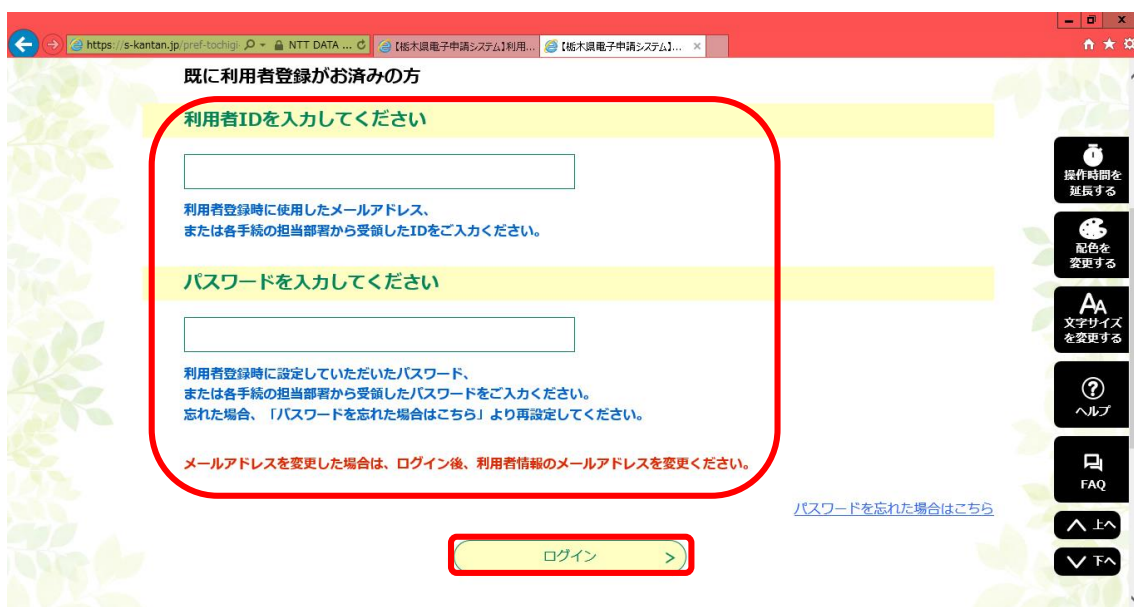 https://s-kantan.jp/pref-tochigi- NTT DATA ... 【栃木県電子申請システム】利用... 【栃木県電子申請システム】...
既に利用者登録がお済みの方
利用者IDを入力してください
利用者登録時に使用したメールアドレス、
または各手続の担当部署から受領したIDをご入力ください。
パスワードを入力してください
利用者登録時に設定していただいたパスワード、
または各手続の担当部署から受領したパスワードをご入力ください。
忘れた場合、「パスワードを忘れた場合はこちら」より再設定してください。
メールアドレスを変更した場合は、ログイン後、利用者情報のメールアドレスを変更ください。
パスワードを忘れた場合はこちら
ログイン >
操作時間を
延長する
配色を
変更する
AA
文字サイズ
を変更する
?
ヘルプ
FAQ
上へ
下へ